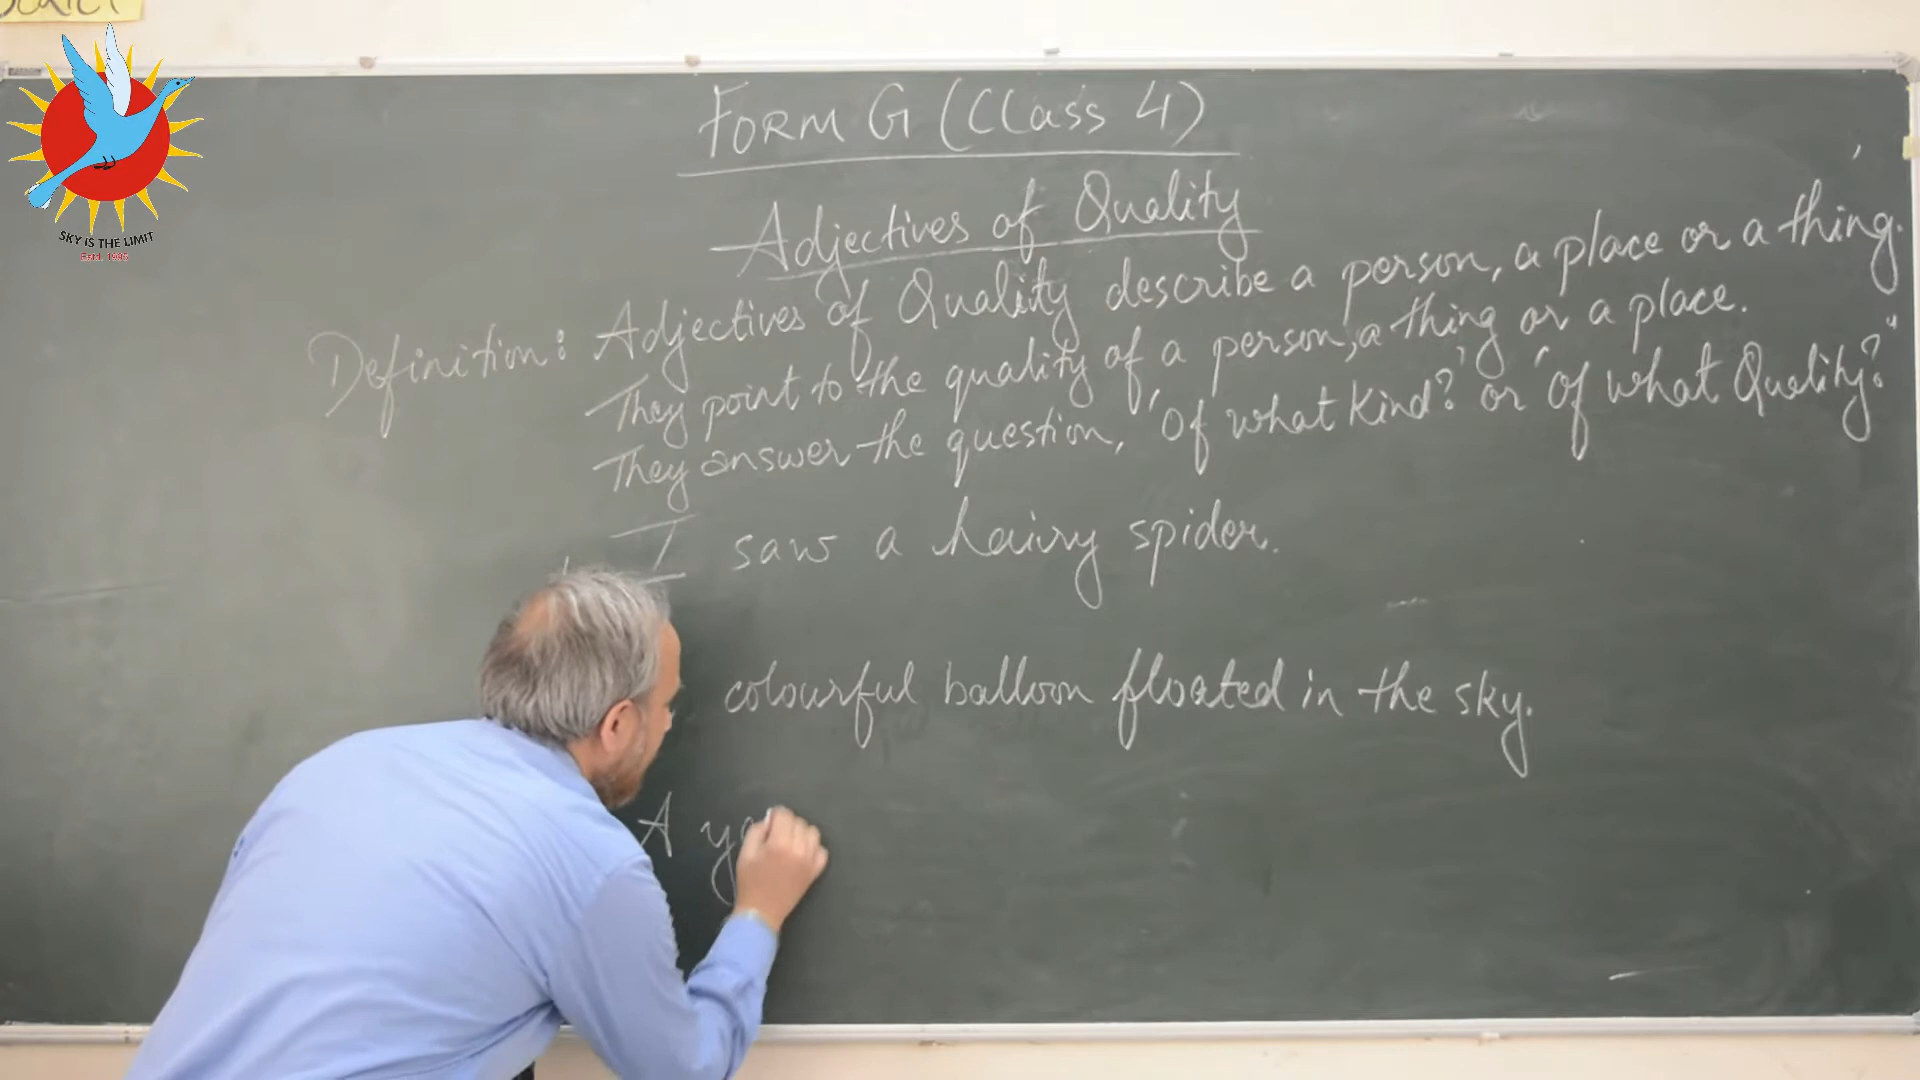 SKY IS THE LIMIT
Estd. 1995
FORM G (Class 4)
Adjectives of Quality
Definition: Adjectives of Quality describe a person, a place or a thing.
They point to the quality of a person, a thing or a place.
They answer the question, 'Of what kind?' or 'Of what Quality?"
I saw a hairy spider.
colourful balloon floated in the sky.
A